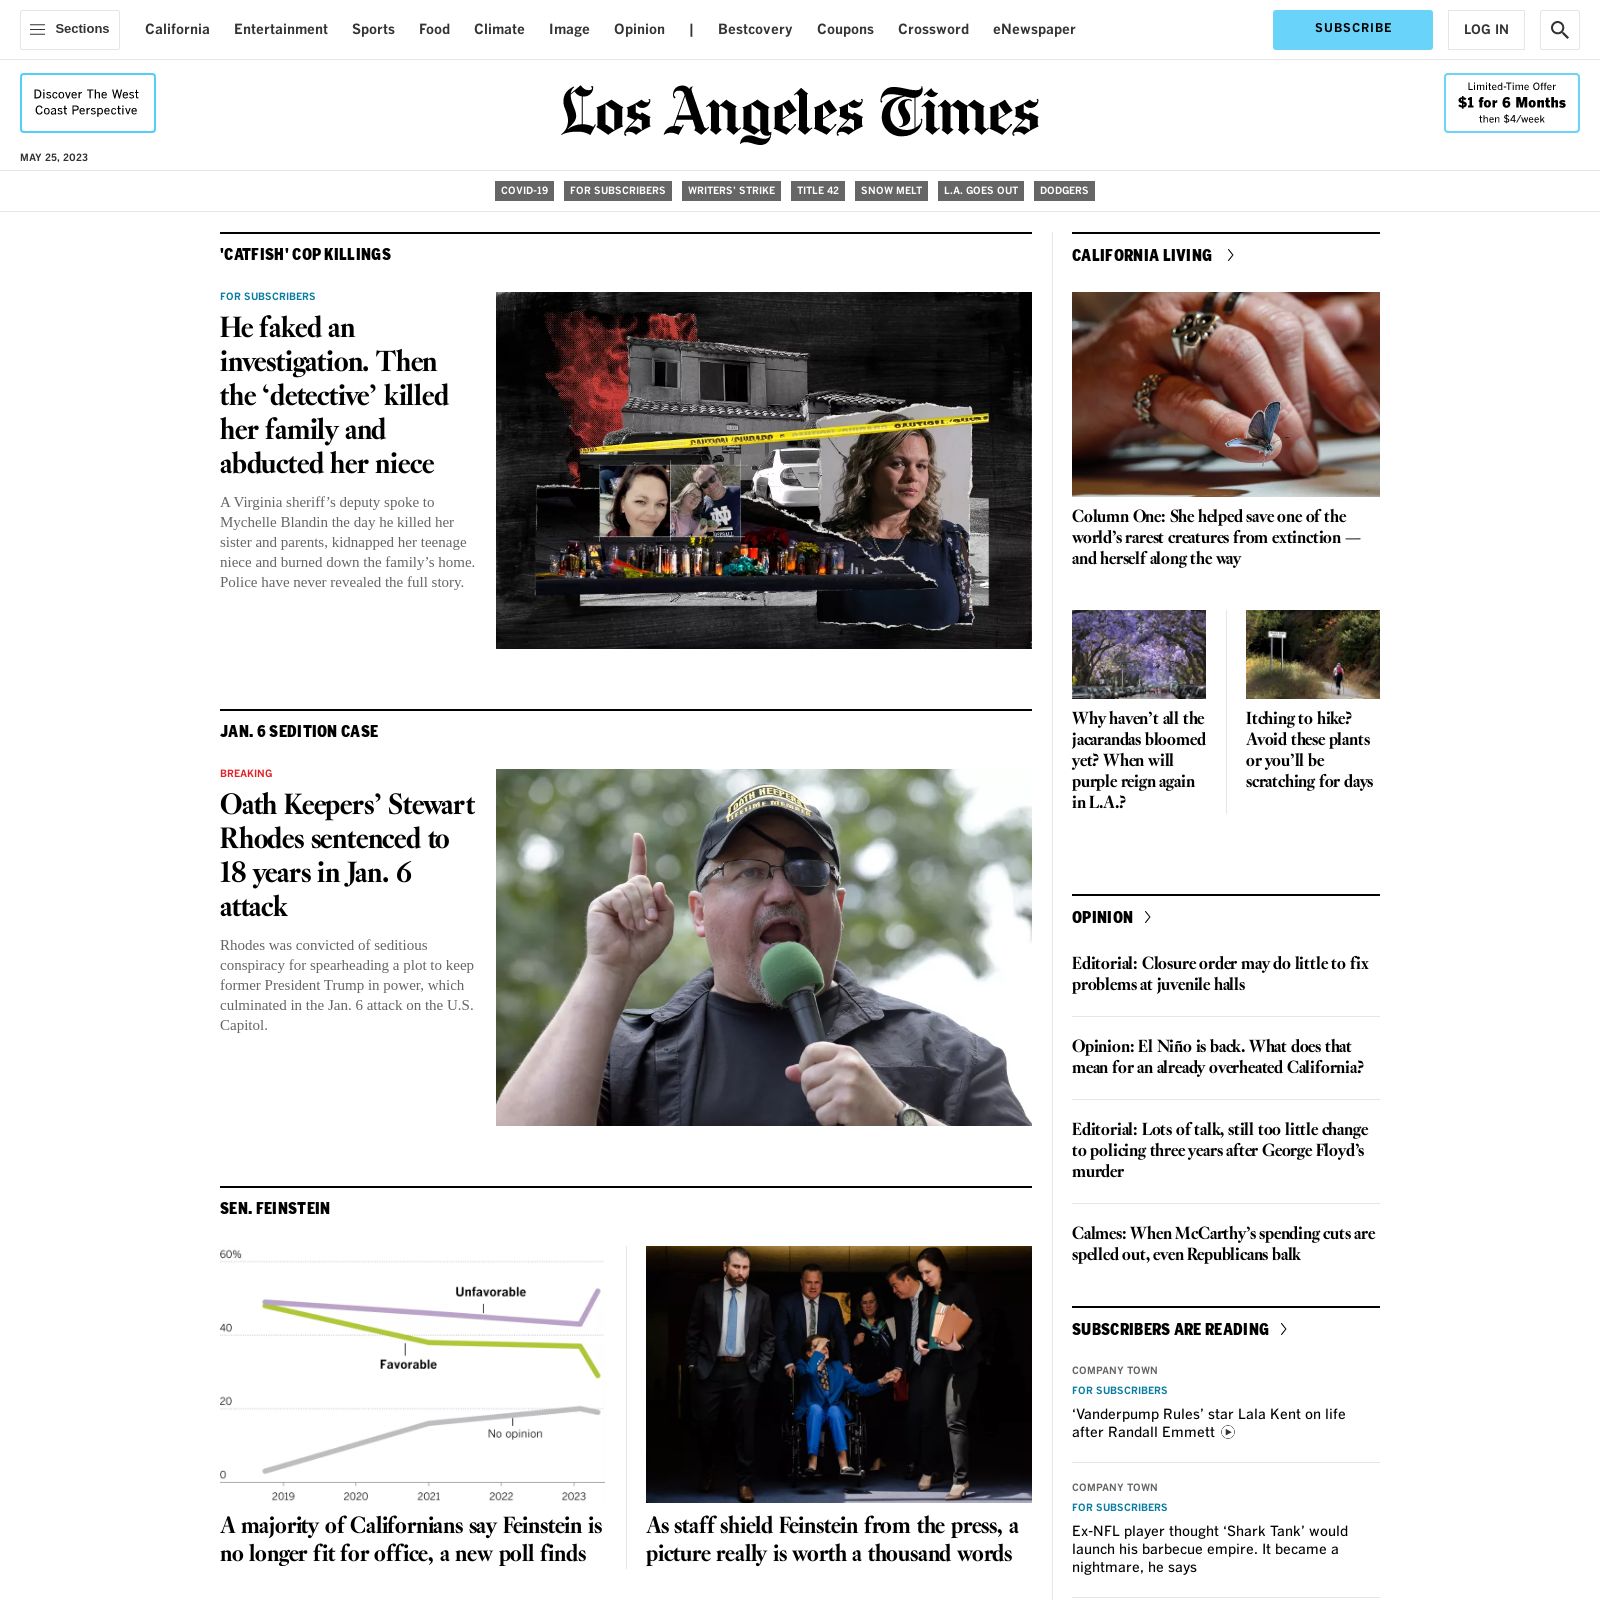 Sections
California
Entertainment
Sports
Food
Climate
Image
Opinion
|
Bestcovery
Coupons
Crossword
eNewspaper
SUBSCRIBE
LOG IN
Discover The West
Coast Perspective
Los Angeles Times
Limited-Time Offer
$1 for 6 Months
then $4/week
MAY 25, 2023
COVID-19
FOR SUBSCRIBERS
WRITERS' STRIKE
TITLE 42
SNOW MELT
L.A. GOES OUT
DODGERS
'CATFISH' COP KILLINGS
FOR SUBSCRIBERS
He faked an
investigation. Then
the ‘detective’ killed
her family and
abducted her niece
A Virginia sheriff’s deputy spoke to
Mychelle Blandin the day he killed her
sister and parents, kidnapped her teenage
niece and burned down the family’s home.
Police have never revealed the full story.
JAN. 6 SEDITION CASE
BREAKING
Oath Keepers’ Stewart
Rhodes sentenced to
18 years in Jan. 6
attack
Rhodes was convicted of seditious
conspiracy for spearheading a plot to keep
former President Trump in power, which
culminated in the Jan. 6 attack on the U.S.
Capitol.
OATH KEEPERS
LIFETIME MEMBER
SEN. FEINSTEIN
60%
Unfavorable
40
Favorable
20
No opinion
0
2019
2020
2021
2022
2023
A majority of Californians say Feinstein is
no longer fit for office, a new poll finds
As staff shield Feinstein from the press, a
picture really is worth a thousand words
CALIFORNIA LIVING
Column One: She helped save one of the
world’s rarest creatures from extinction —
and herself along the way
Why haven’t all the
jacarandas bloomed
yet? When will
purple reign again
in L.A.?
Itching to hike?
Avoid these plants
or you’ll be
scratching for days
OPINION
Editorial: Closure order may do little to fix
problems at juvenile halls
Opinion: El Niño is back. What does that
mean for an already overheated California?
Editorial: Lots of talk, still too little change
to policing three years after George Floyd’s
murder
Calmes: When McCarthy’s spending cuts are
spelled out, even Republicans balk
SUBSCRIBERS ARE READING
COMPANY TOWN
FOR SUBSCRIBERS
‘Vanderpump Rules’ star Lala Kent on life
after Randall Emmett
COMPANY TOWN
FOR SUBSCRIBERS
Ex-NFL player thought ‘Shark Tank’ would
launch his barbecue empire. It became a
nightmare, he says